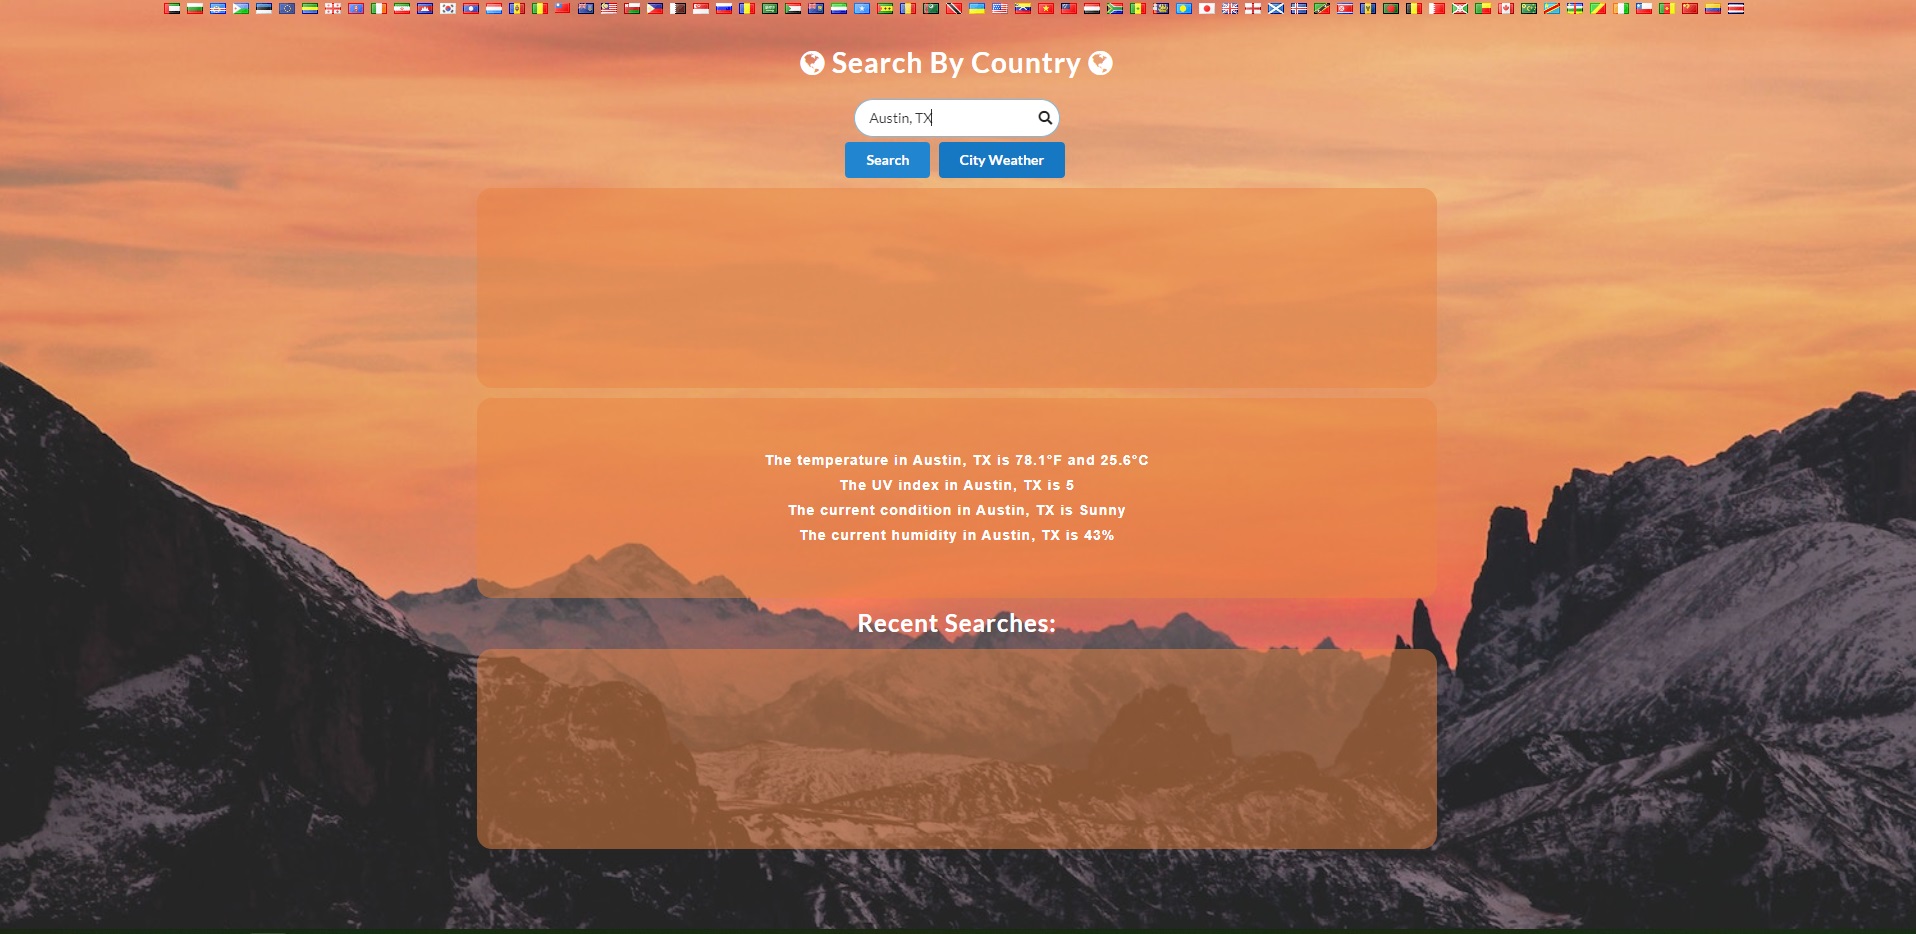 Search By Country
Austin, TX
Search
City Weather
The temperature in Austin, TX is 78.1°F and 25.6°C
The UV index in Austin, TX is 5
The current condition in Austin, TX is Sunny
The current humidity in Austin, TX is 43%
Recent Searches: